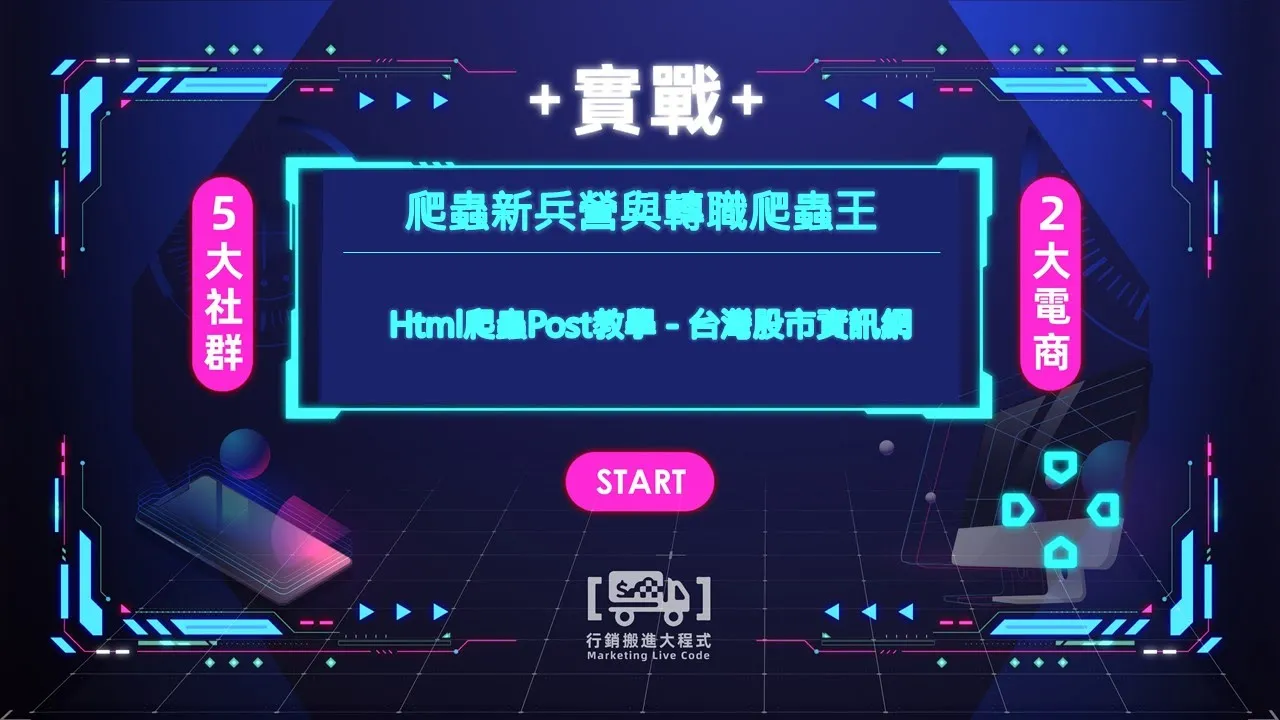 實戰
5大社群
爬蟲新兵營與轉職爬蟲王
2大電商
Html爬蟲Post教學 - 台灣股市資訊網
START
行銷搬進大程式
Marketing Live Code